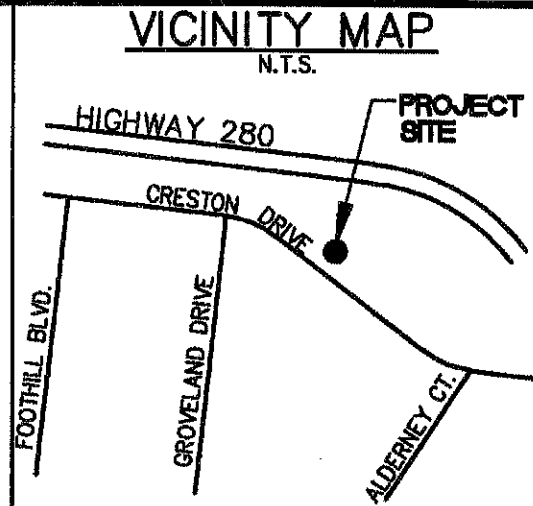 VICINITY MAP
N.T.S.
PROJECT
SITE
HIGHWAY 280
CRESTON DRIVE
FOOTHILL BLVD.
GROVELAND DRIVE
ALDERNEY CT.